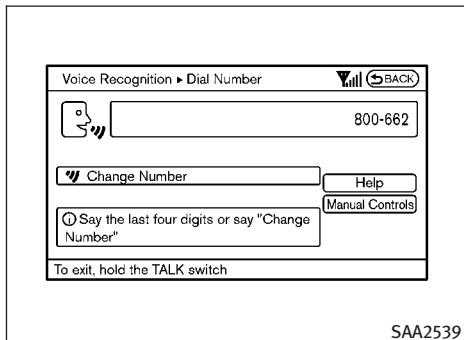 Voice Recognition ▸ Dial Number
BACK
800-662
Change Number
Help
Manual Controls
Say the last four digits or say "Change
Number"
To exit, hold the TALK switch
SAA2539